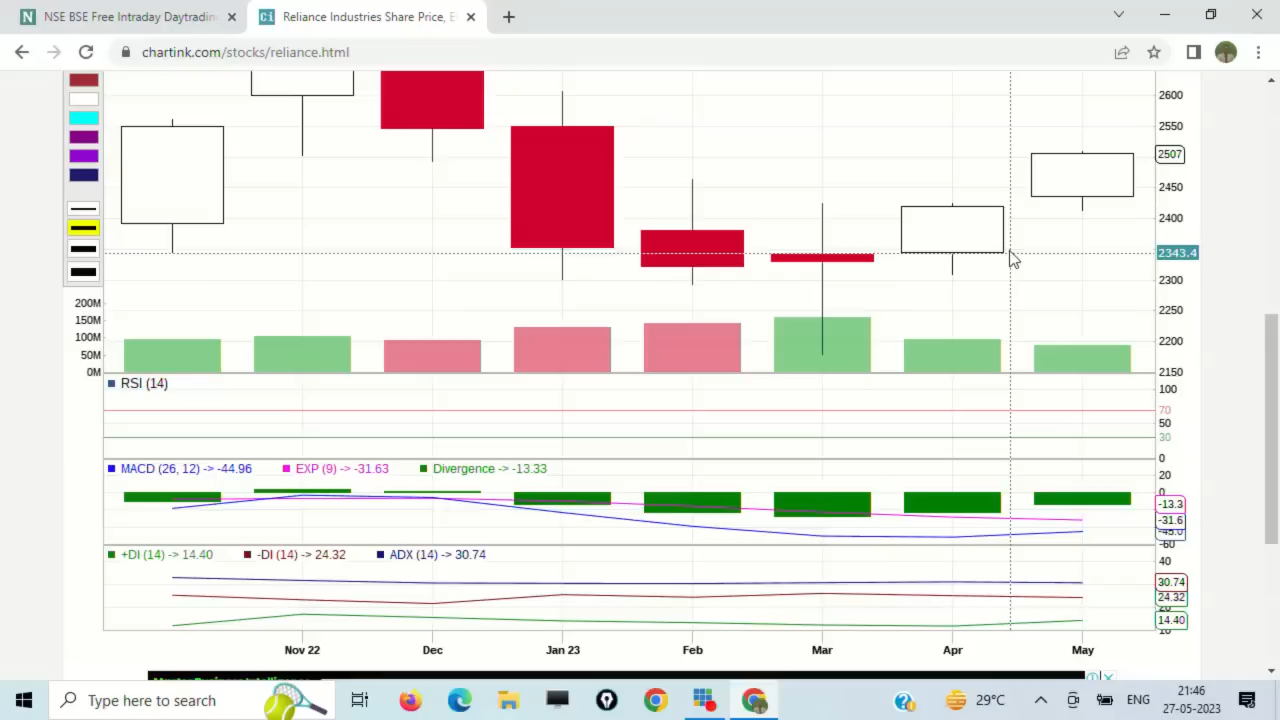 NSE BSE Free Intraday Daytradin
Reliance Industries Share Price, E
chartink.com/stocks/reliance.html
2600
2550
2507
2450
2400
2343.4
2300
2250
2200
2150
200M
150M
100M
50M
0M
RSI (14)
100
70
50
30
0
MACD (26, 12) -> -44.96 EXP (9) -> -31.63 Divergence -> -13.33
20
0
-13.3
-31.6
-45.0
-60
+DI (14) -> 14.40 -DI (14) -> 24.32 ADX (14) -> 30.74
40
30.74
24.32
20
14.40
10
Nov 22 Dec Jan 23 Feb Mar Apr May
Type here to search
29°C
ENG
21:46
27-05-2023